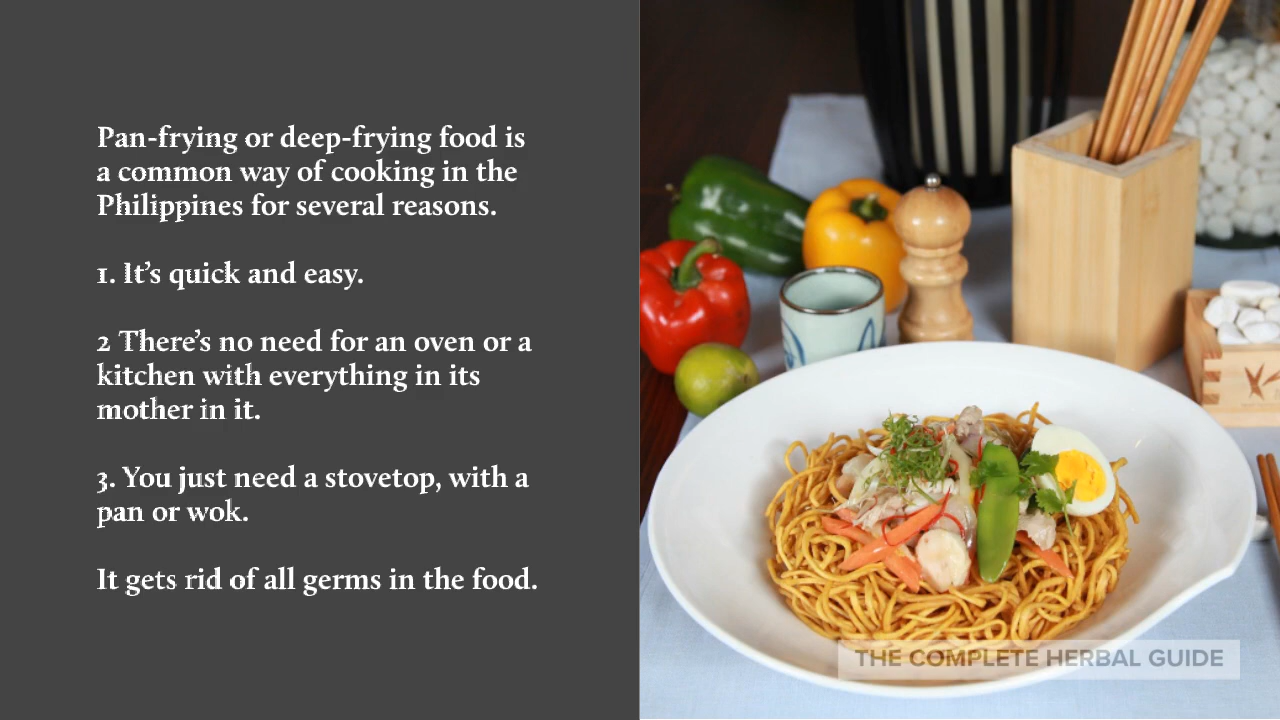 Pan-frying or deep-frying food is
a common way of cooking in the
Philippines for several reasons.
1. It’s quick and easy.
2 There’s no need for an oven or a
kitchen with everything in its
mother in it.
3. You just need a stovetop, with a
pan or wok.
It gets rid of all germs in the food.
THE COMPLETE HERBAL GUIDE